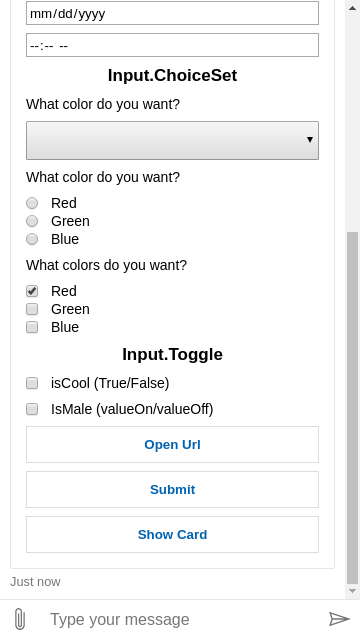 mm/dd/yyyy
--:-- --
Input.ChoiceSet
What color do you want?
What color do you want?
Red
Green
Blue
What colors do you want?
Red
Green
Blue
Input.Toggle
isCool (True/False)
IsMale (valueOn/valueOff)
Open Url
Submit
Show Card
Just now
Type your message